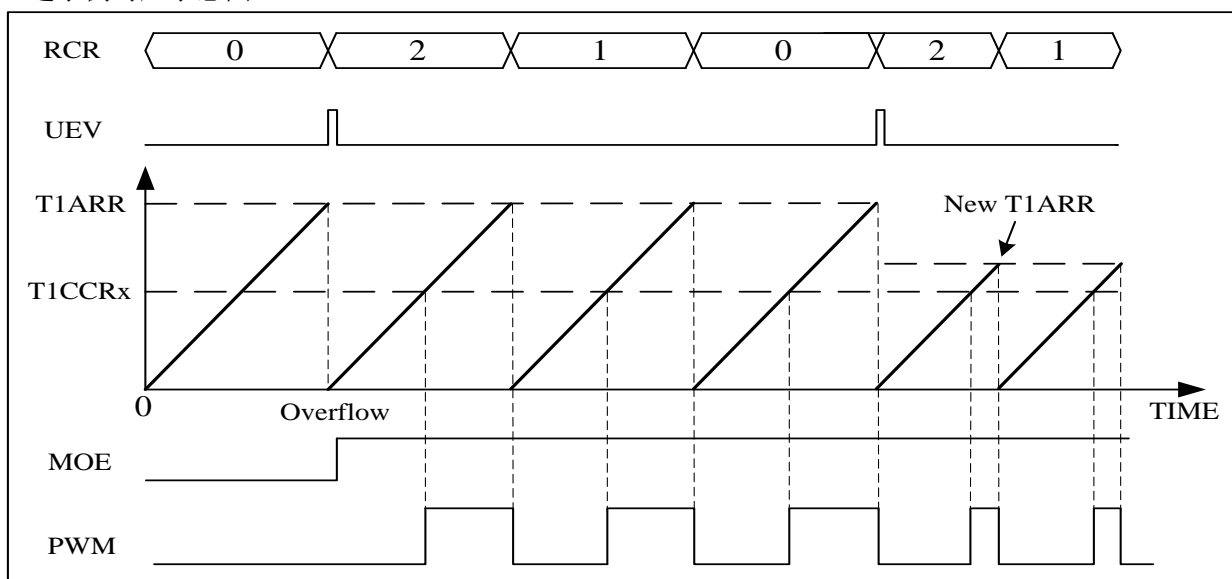 RCR 0 2 1 0 2 1
UEV
T1ARR
New T1ARR
T1CCRx
0 Overflow TIME
MOE
PWM